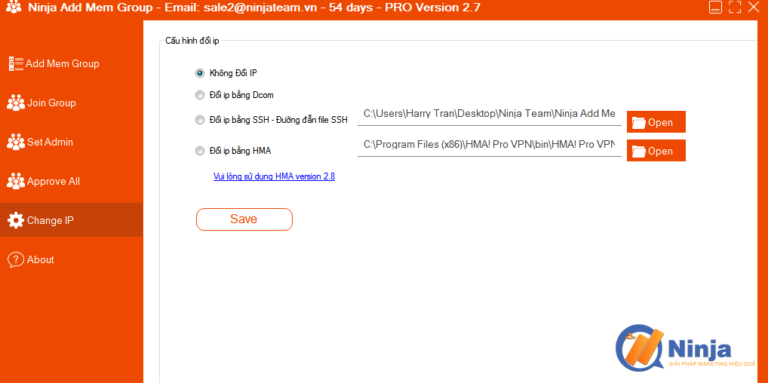 Ninja Add Mem Group - Email: sale2@ninjateam.vn - 54 days - PRO Version 2.7
Add Mem Group
Join Group
Set Admin
Approve All
Change IP
About
Cấu hình đổi ip
Không Đổi IP
Đổi ip bằng Dcom
Đổi ip bằng SSH - Đường đẫn file SSH
C:\Users\Harry Tran\Desktop\Ninja Team\Ninja Add Me
Open
Đổi ip bằng HMA
C:\Program Files (x86)\HMA! Pro VPN\bin\HMA! Pro VPN
Open
Vui lòng sử dụng HMA version 2.8
Save
Ninja
GIẢI PHÁP MAKETING HIỆU QUẢ